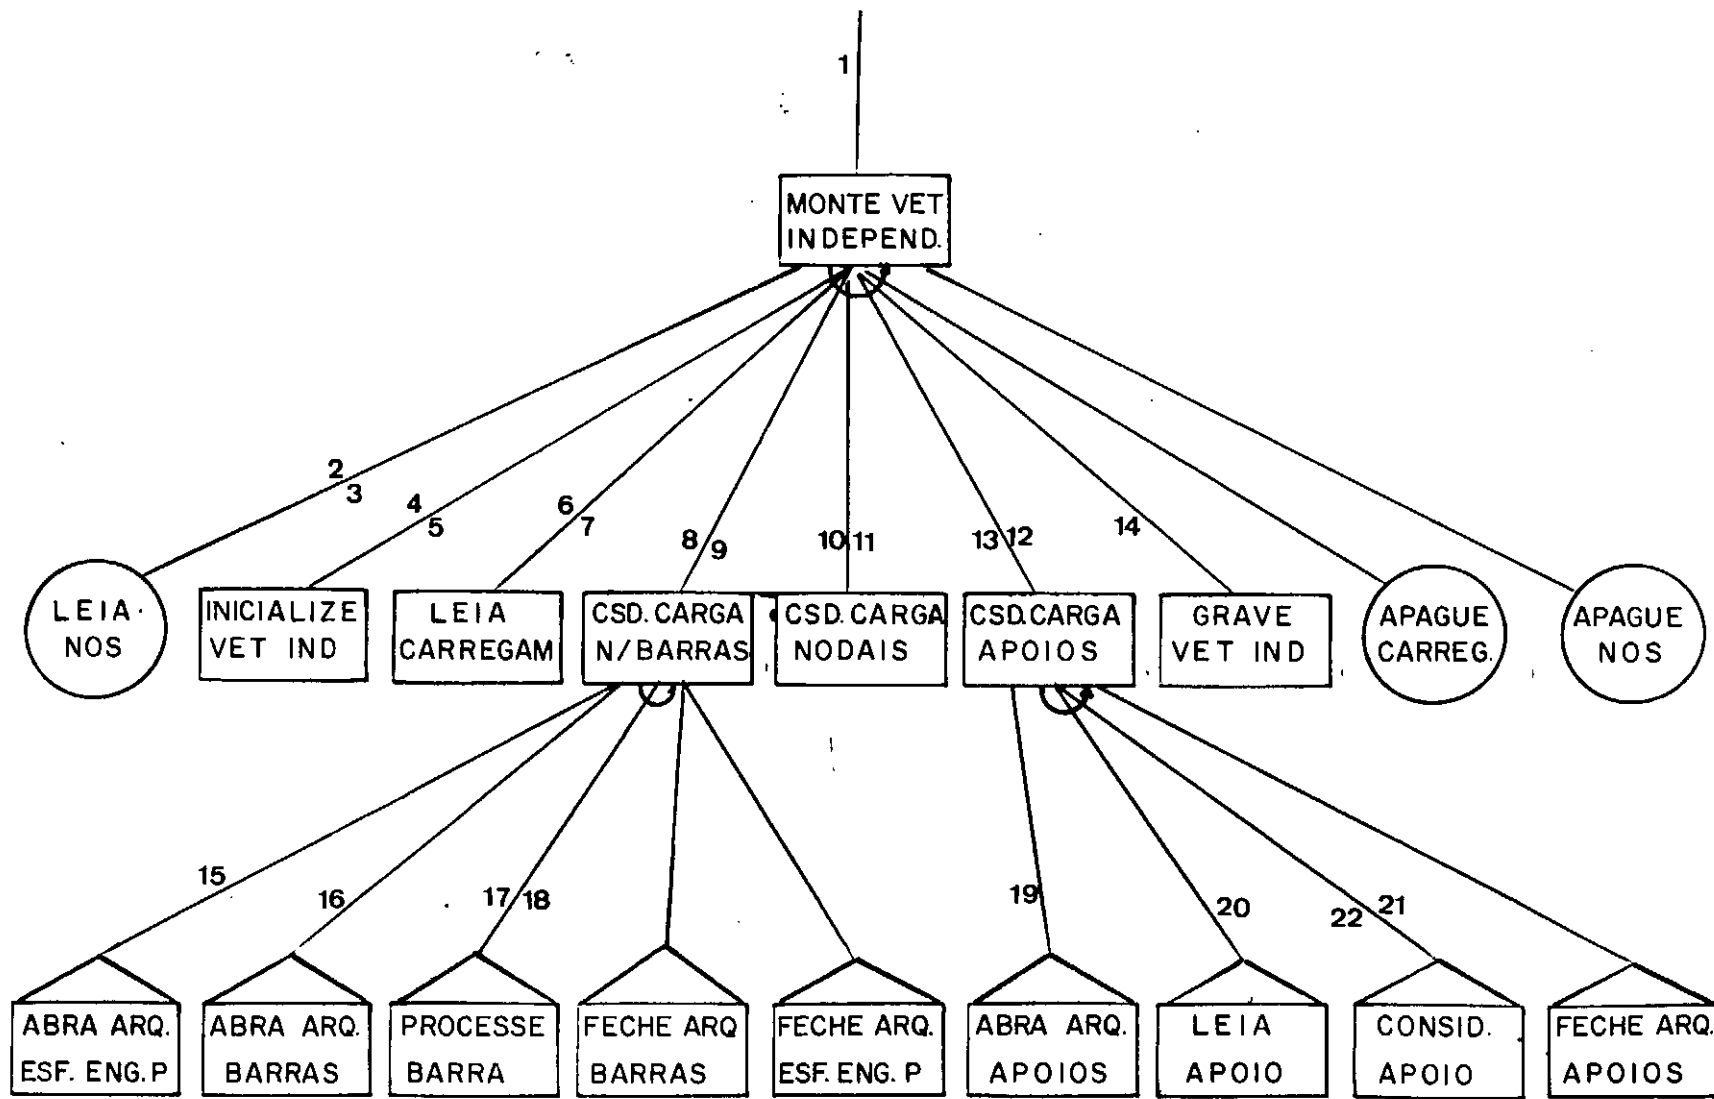 1
MONTE VET
INDEPEND.
2
3
4
5
6
7
8
9
10
11
13
12
14
LEIA
NOS
INICIALIZE
VET IND
LEIA
CARREGAM
CSD. CARGA
N/BARRAS
CSD. CARGA
NODAIS
CSD. CARGA
APOIOS
GRAVE
VET IND
APAGUE
CARREG.
APAGUE
NOS
15
16
17
18
19
20
22
21
ABRA ARQ.
ESF. ENG. P
ABRA ARQ.
BARRAS
PROCESSE
BARRA
FECHE ARQ
BARRAS
FECHE ARQ.
ESF. ENG. P
ABRA ARQ.
APOIOS
LEIA
APOIO
CONSID.
APOIO
FECHE ARQ.
APOIOS